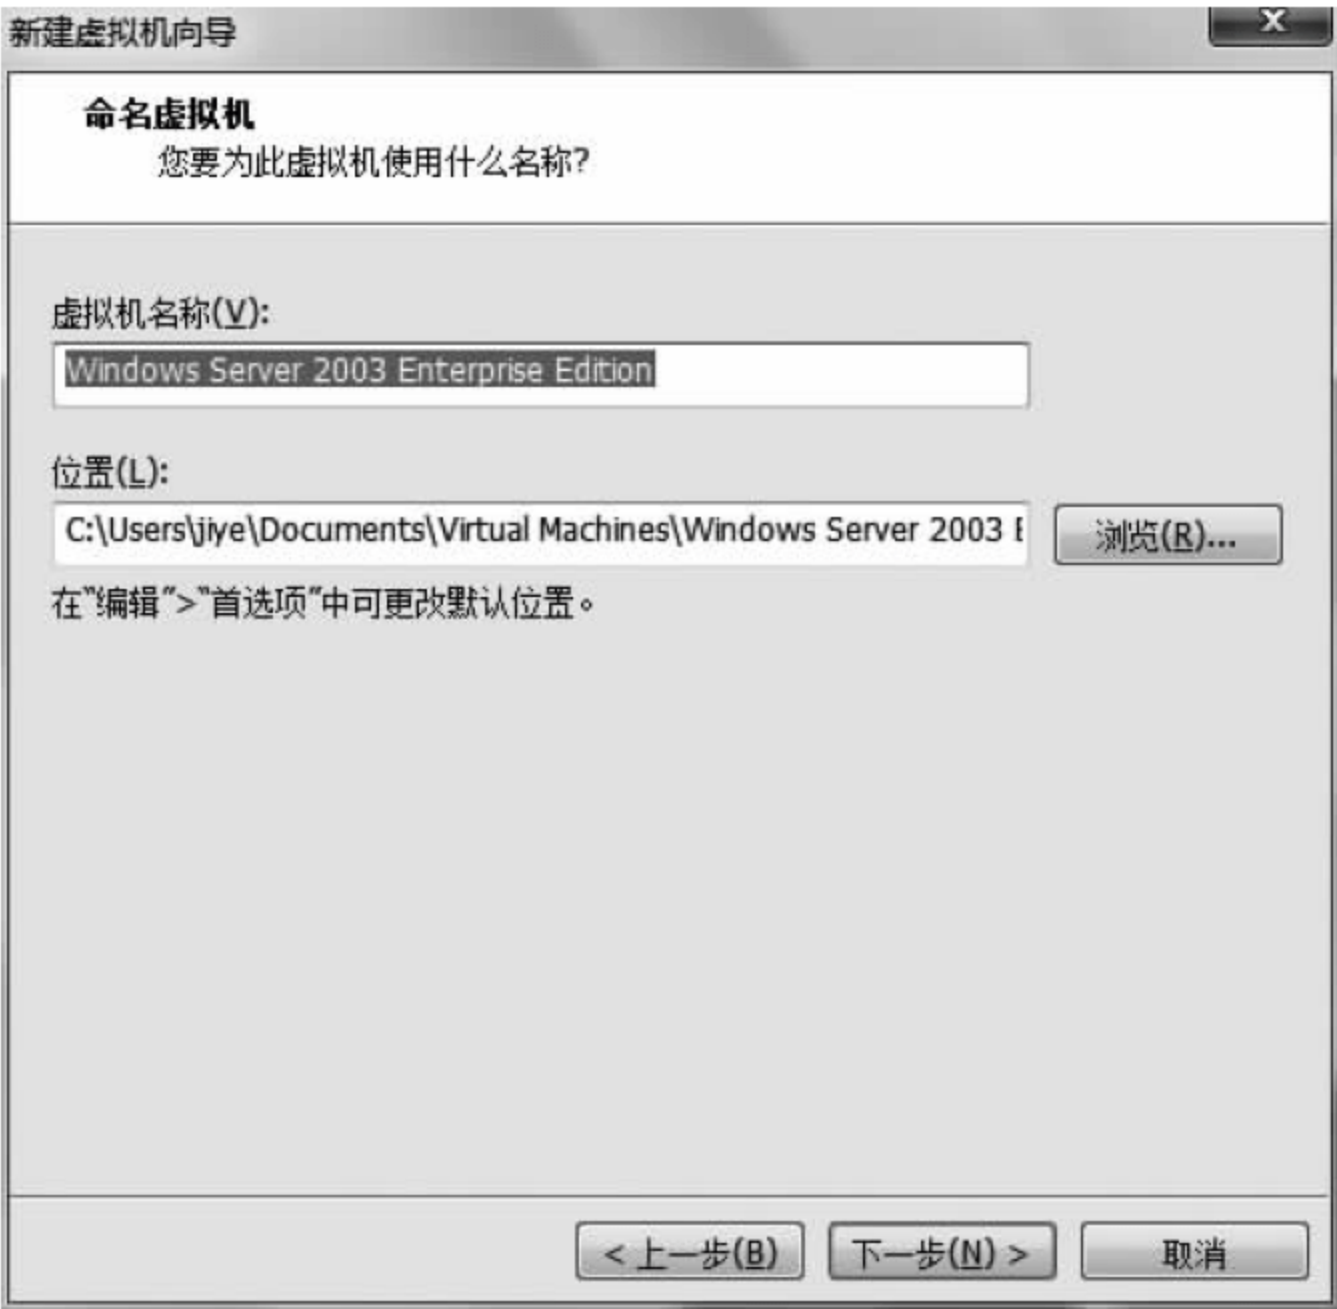 新建虚拟机向导
x
命名虚拟机
您要为此虚拟机使用什么名称?
虚拟机名称(V):
Windows Server 2003 Enterprise Edition
位置(L):
C:\Users\jiye\Documents\Virtual Machines\Windows Server 2003 E
浏览(R)...
在"编辑">"首选项"中可更改默认位置。
< 上一步(B)
下一步(N) >
取消